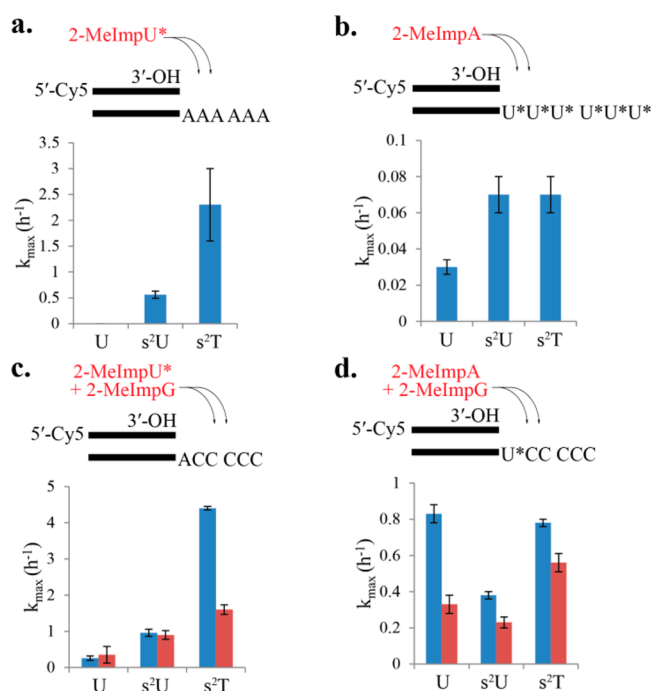 a.
2-MeImpU*
3′-OH
5′-Cy5
AAA AAA
3.5
3
2.5
2
1.5
1
0.5
0
kmax (h-1)
U s2U s2T
b.
2-MeImpA
3′-OH
5′-Cy5
U*U*U* U*U*U*
0.1
0.08
0.06
0.04
0.02
0
kmax (h-1)
U s2U s2T
c.
2-MeImpU*
+ 2-MeImpG
3′-OH
5′-Cy5
ACC CCC
5
4
3
2
1
0
kmax (h-1)
U s2U s2T
d.
2-MeImpA
+ 2-MeImpG
3′-OH
5′-Cy5
U*CC CCC
1
0.8
0.6
0.4
0.2
0
kmax (h-1)
U s2U s2T